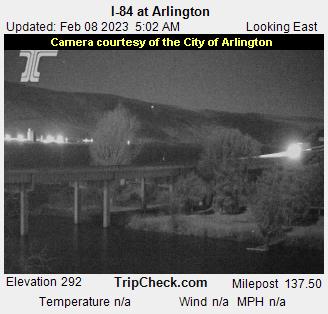 I-84 at Arlington
Updated: Feb 08 2023 5:02 AM Looking East
Camera courtesy of the City of Arlington
Elevation 292 TripCheck.com Milepost 137.50
Temperature n/a Wind n/a MPH n/a